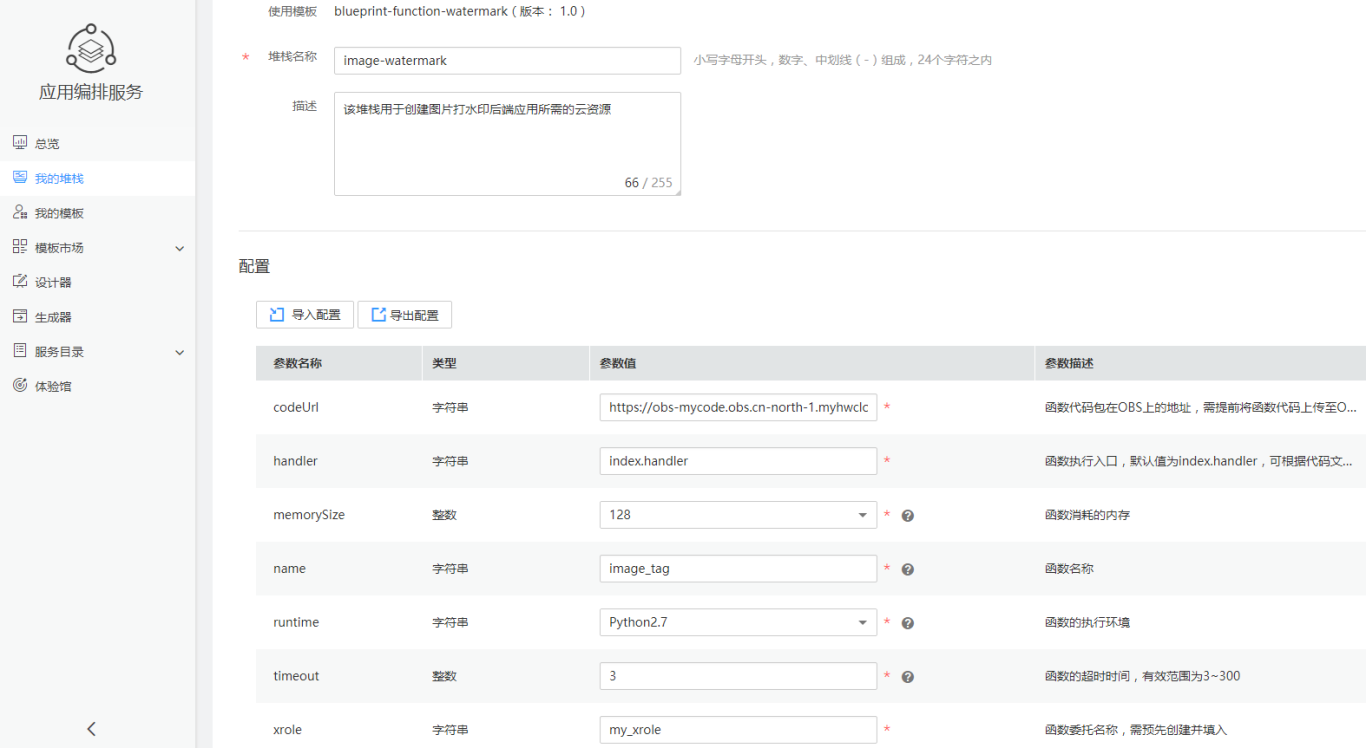 应用编排服务
总览
我的堆栈
我的模板
模板市场
设计器
生成器
服务目录
体验馆
使用模板 blueprint-function-watermark ( 版本： 1.0 )
* 堆栈名称 image-watermark 小写字母开头，数字、中划线 ( - ) 组成，24个字符之内
描述 该堆栈用于创建图片打水印后端应用所需的云资源
66 / 255
配置
导入配置 导出配置
参数名称 类型 参数值 参数描述
codeUrl 字符串 https://obs-mycode.obs.cn-north-1.myhwclc * 函数代码包在OBS上的地址，需提前将函数代码上传至O...
handler 字符串 index.handler * 函数执行入口，默认值为index.handler，可根据代码文...
memorySize 整数 128 * ? 函数消耗的内存
name 字符串 image_tag * ? 函数名称
runtime 字符串 Python2.7 * ? 函数的执行环境
timeout 整数 3 * ? 函数的超时时间，有效范围为3~300
xrole 字符串 my_xrole * 函数委托名称，需预先创建并填入